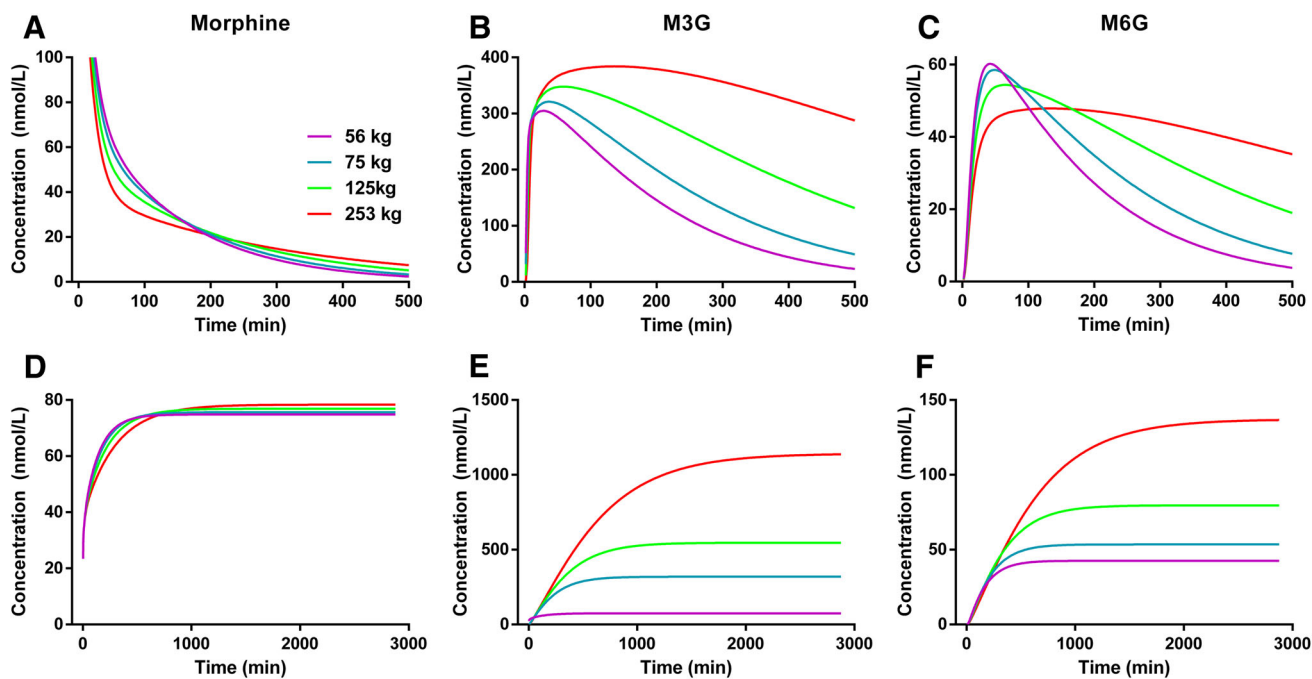 A Morphine
Concentration (nmol/L)
100
80
60
40
20
0
56 kg
75 kg
125kg
253 kg
0 100 200 300 400 500
Time (min)
B M3G
Concentration (nmol/L)
400
300
200
100
0
0 100 200 300 400 500
Time (min)
C M6G
Concentration (nmol/L)
60
40
20
0
0 100 200 300 400 500
Time (min)
D
Concentration (nmol/L)
80
60
40
20
0
0 1000 2000 3000
Time (min)
E
Concentration (nmol/L)
1500
1000
500
0
0 1000 2000 3000
Time (min)
F
Concentration (nmol/L)
150
100
50
0
0 1000 2000 3000
Time (min)